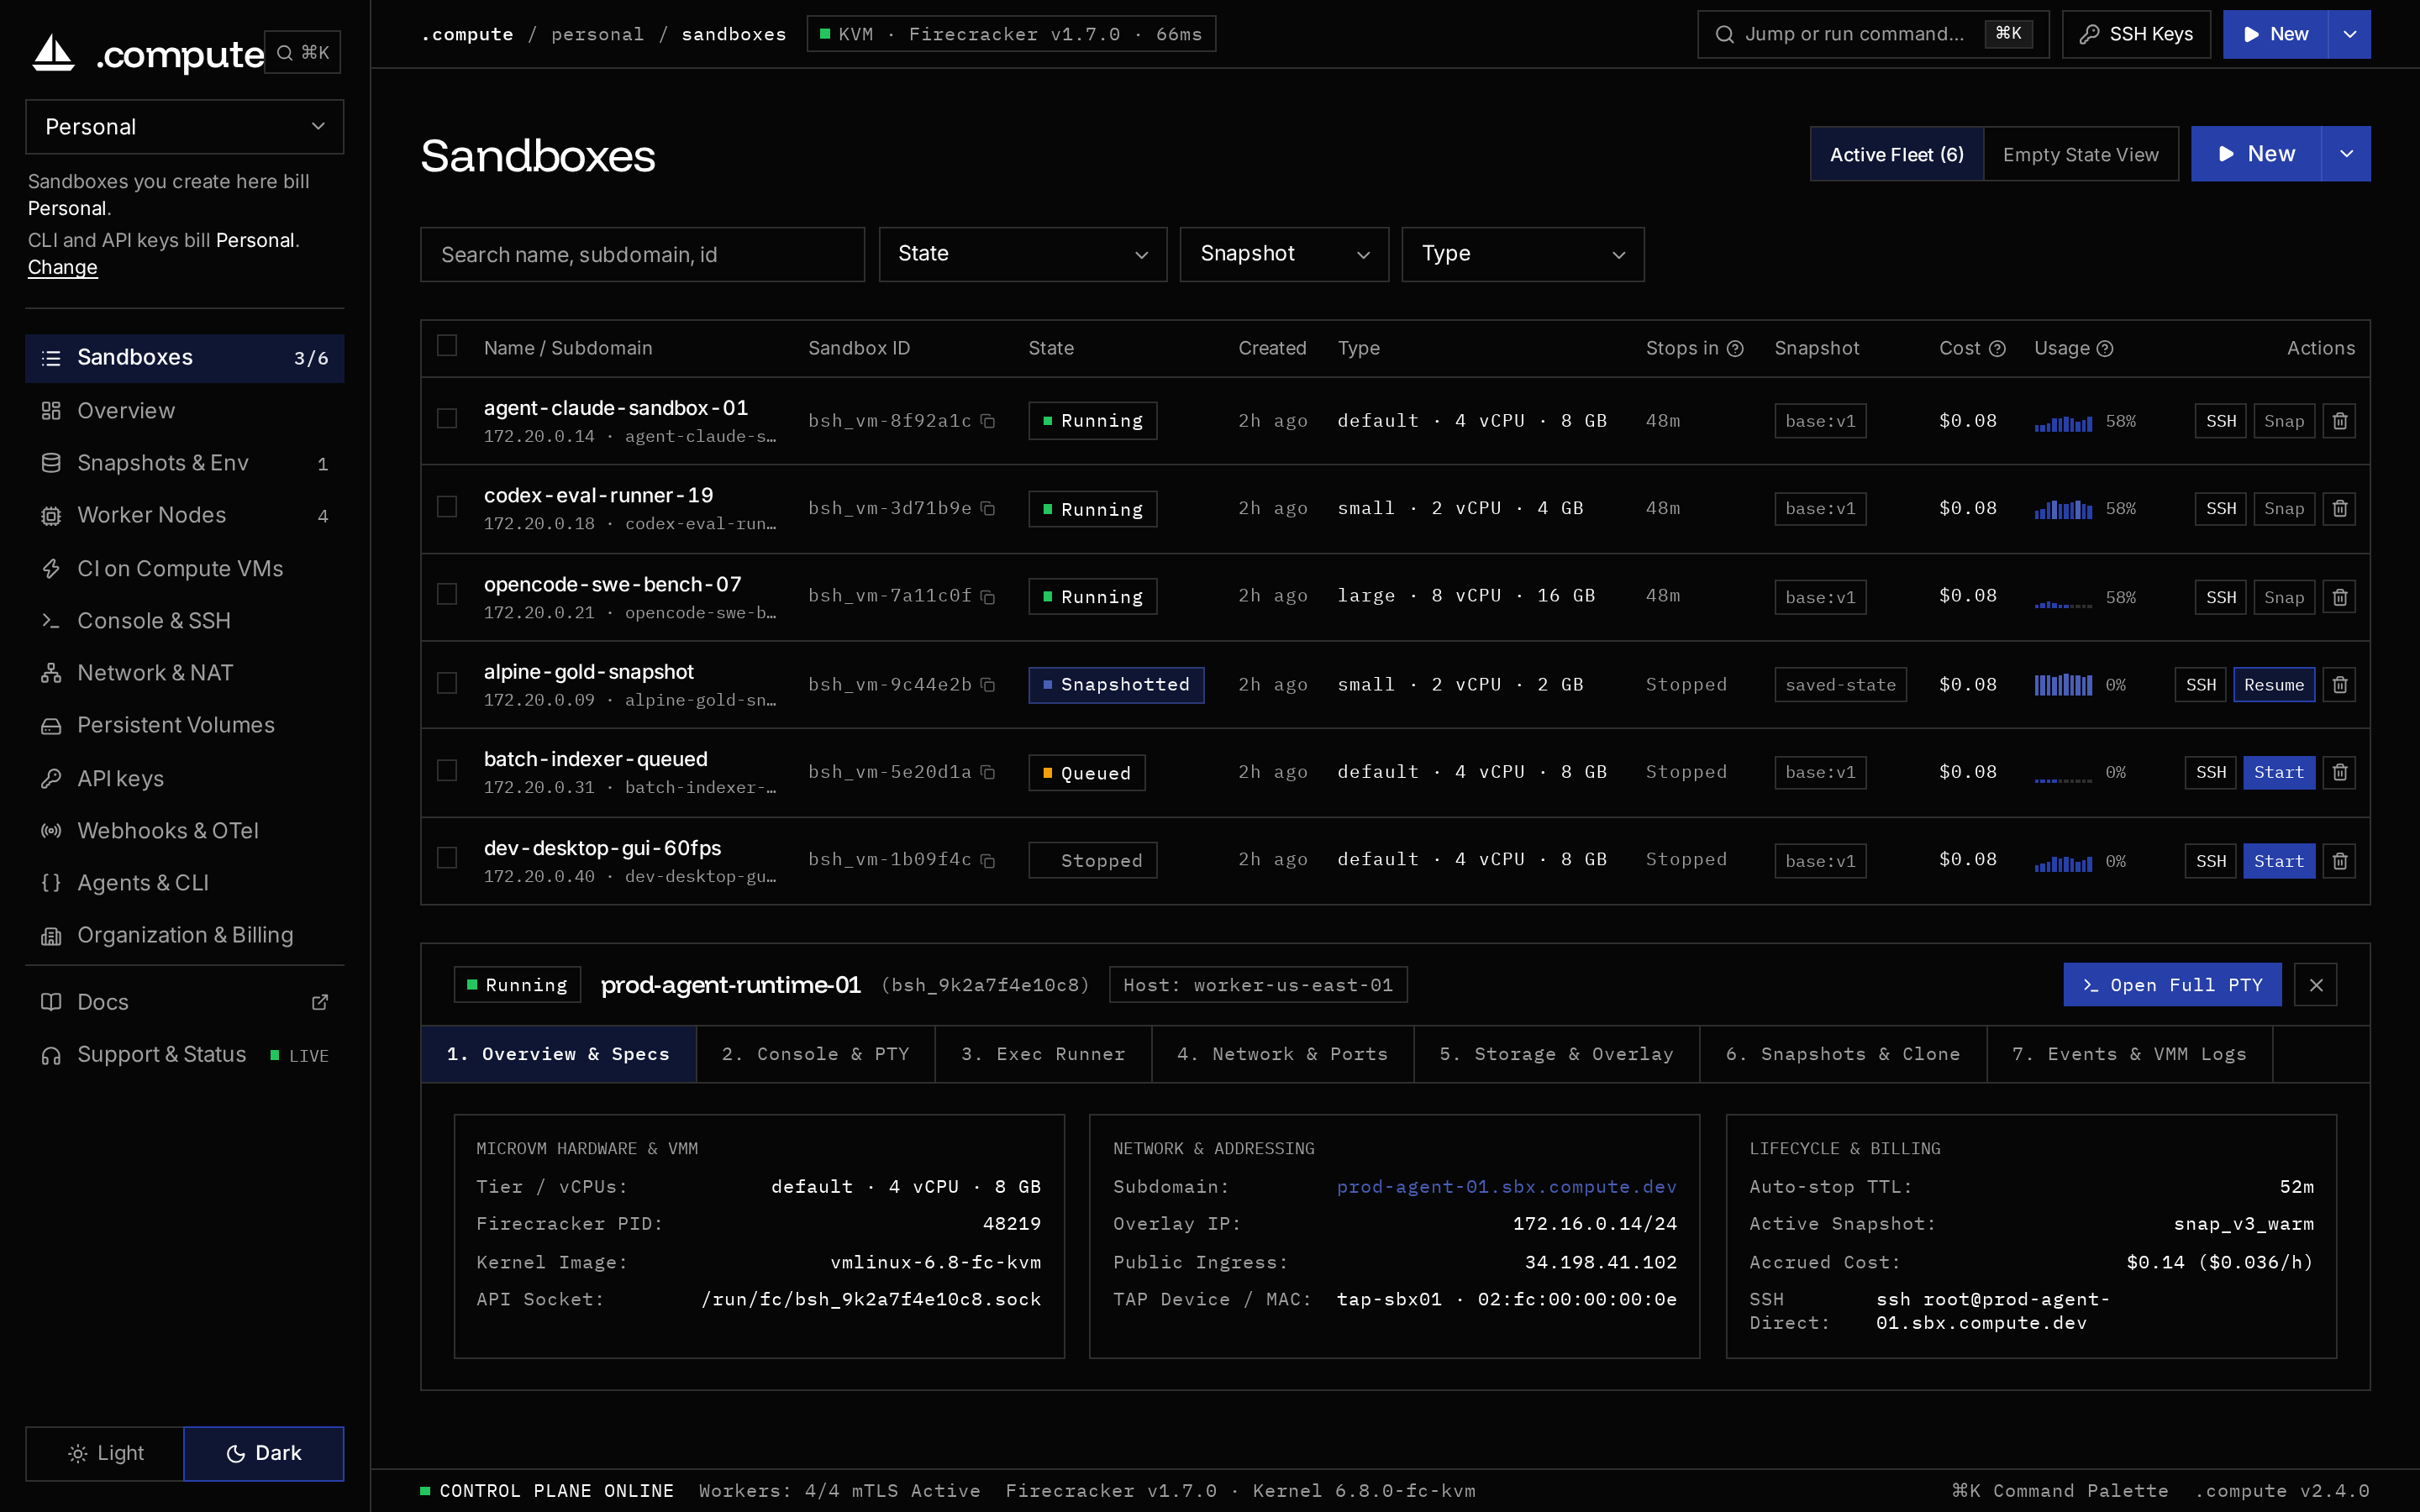 .compute
⌘K
Personal
Sandboxes you create here bill
Personal.
CLI and API keys bill Personal.
Change
Sandboxes 3/6
Overview
Snapshots & Env 1
Worker Nodes 4
CI on Compute VMs
Console & SSH
Network & NAT
Persistent Volumes
API keys
Webhooks & OTel
Agents & CLI
Organization & Billing
Docs
Support & Status LIVE
Light
Dark
.compute / personal / sandboxes
KVM · Firecracker v1.7.0 · 66ms
Jump or run command... ⌘K
SSH Keys
New
Sandboxes
Active Fleet (6)
Empty State View
New
Search name, subdomain, id
State
Snapshot
Type
Name / Subdomain Sandbox ID State Created Type Stops in Snapshot Cost Usage Actions
agent-claude-sandbox-01
172.20.0.14 · agent-claude-s…
bsh_vm-8f92a1c Running 2h ago default · 4 vCPU · 8 GB 48m base:v1 $0.08 58% SSH Snap
codex-eval-runner-19
172.20.0.18 · codex-eval-run…
bsh_vm-3d71b9e Running 2h ago small · 2 vCPU · 4 GB 48m base:v1 $0.08 58% SSH Snap
opencode-swe-bench-07
172.20.0.21 · opencode-swe-b…
bsh_vm-7a11c0f Running 2h ago large · 8 vCPU · 16 GB 48m base:v1 $0.08 58% SSH Snap
alpine-gold-snapshot
172.20.0.09 · alpine-gold-sn…
bsh_vm-9c44e2b Snapshotted 2h ago small · 2 vCPU · 2 GB Stopped saved-state $0.08 0% SSH Resume
batch-indexer-queued
172.20.0.31 · batch-indexer-…
bsh_vm-5e20d1a Queued 2h ago default · 4 vCPU · 8 GB Stopped base:v1 $0.08 0% SSH Start
dev-desktop-gui-60fps
172.20.0.40 · dev-desktop-gu…
bsh_vm-1b09f4c Stopped 2h ago default · 4 vCPU · 8 GB Stopped base:v1 $0.08 0% SSH Start
Running prod-agent-runtime-01 (bsh_9k2a7f4e10c8) Host: worker-us-east-01
Open Full PTY
1. Overview & Specs
2. Console & PTY
3. Exec Runner
4. Network & Ports
5. Storage & Overlay
6. Snapshots & Clone
7. Events & VMM Logs
MICROVM HARDWARE & VMM
Tier / vCPUs: default · 4 vCPU · 8 GB
Firecracker PID: 48219
Kernel Image: vmlinux-6.8-fc-kvm
API Socket: /run/fc/bsh_9k2a7f4e10c8.sock
NETWORK & ADDRESSING
Subdomain: prod-agent-01.sbx.compute.dev
Overlay IP: 172.16.0.14/24
Public Ingress: 34.198.41.102
TAP Device / MAC: tap-sbx01 · 02:fc:00:00:00:0e
LIFECYCLE & BILLING
Auto-stop TTL: 52m
Active Snapshot: snap_v3_warm
Accrued Cost: $0.14 ($0.036/h)
SSH Direct: ssh root@prod-agent-
01.sbx.compute.dev
CONTROL PLANE ONLINE Workers: 4/4 mTLS Active Firecracker v1.7.0 · Kernel 6.8.0-fc-kvm
⌘K Command Palette .compute v2.4.0